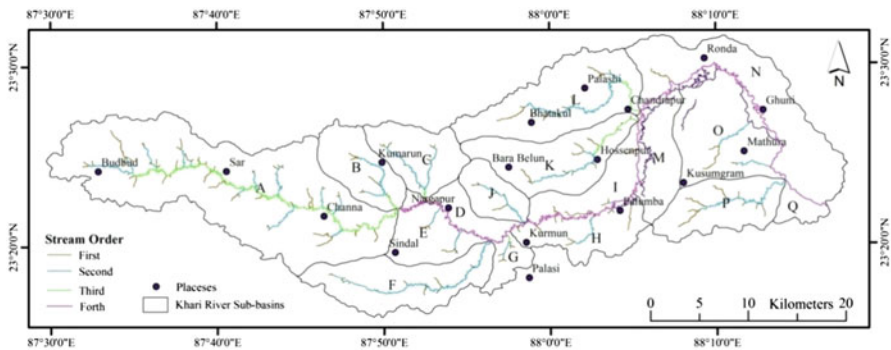 87°30'0"E 87°40'0"E 87°50'0"E 88°0'0"E 88°10'0"E
23°30'0"N
23°20'0"N
Ronda
N
N
Palashi
L
Chandrapur
Ghuni
Bhatakul
O
Mathura
Kumarun
B
C
Bara Belun
K
Hossenpur
M
Budbud
Sar
A
J
I
Kusumgram
Channa
Nasigapur
D
P
Q
E
Kurmun
H
Sindal
G
Palasi
F
Stream Order
First
Second
Third
Forth
Placeses
Khari River Sub-basins
0 5 10 Kilometers 20
23°30'0"N
23°20'0"N
87°30'0"E 87°40'0"E 87°50'0"E 88°0'0"E 88°10'0"E